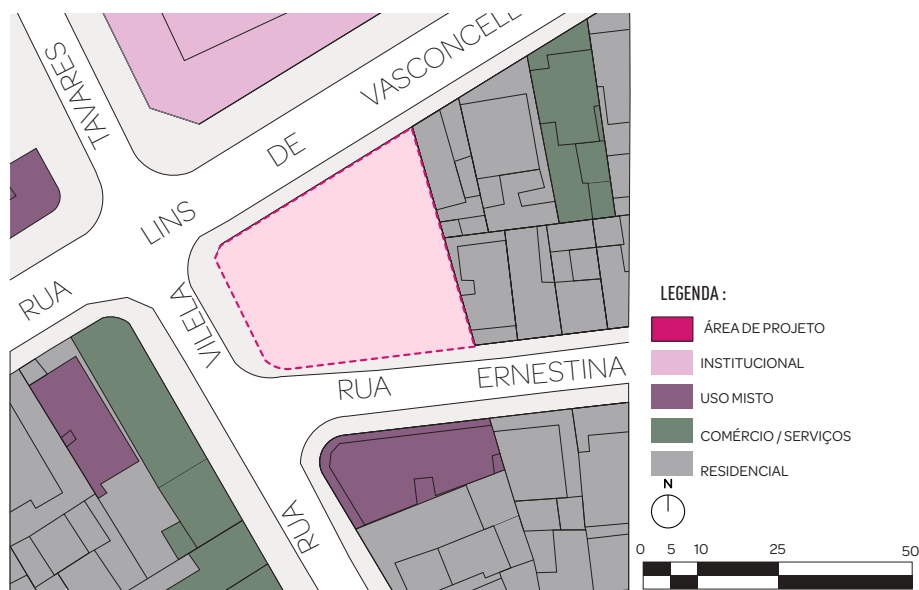 TAVARES
RUA LINS DE VASCONCELL
RUA VILELA
RUA ERNESTINA
LEGENDA :
ÁREA DE PROJETO
INSTITUCIONAL
USO MISTO
COMÉRCIO / SERVIÇOS
RESIDENCIAL
N
0 5 10 25 50